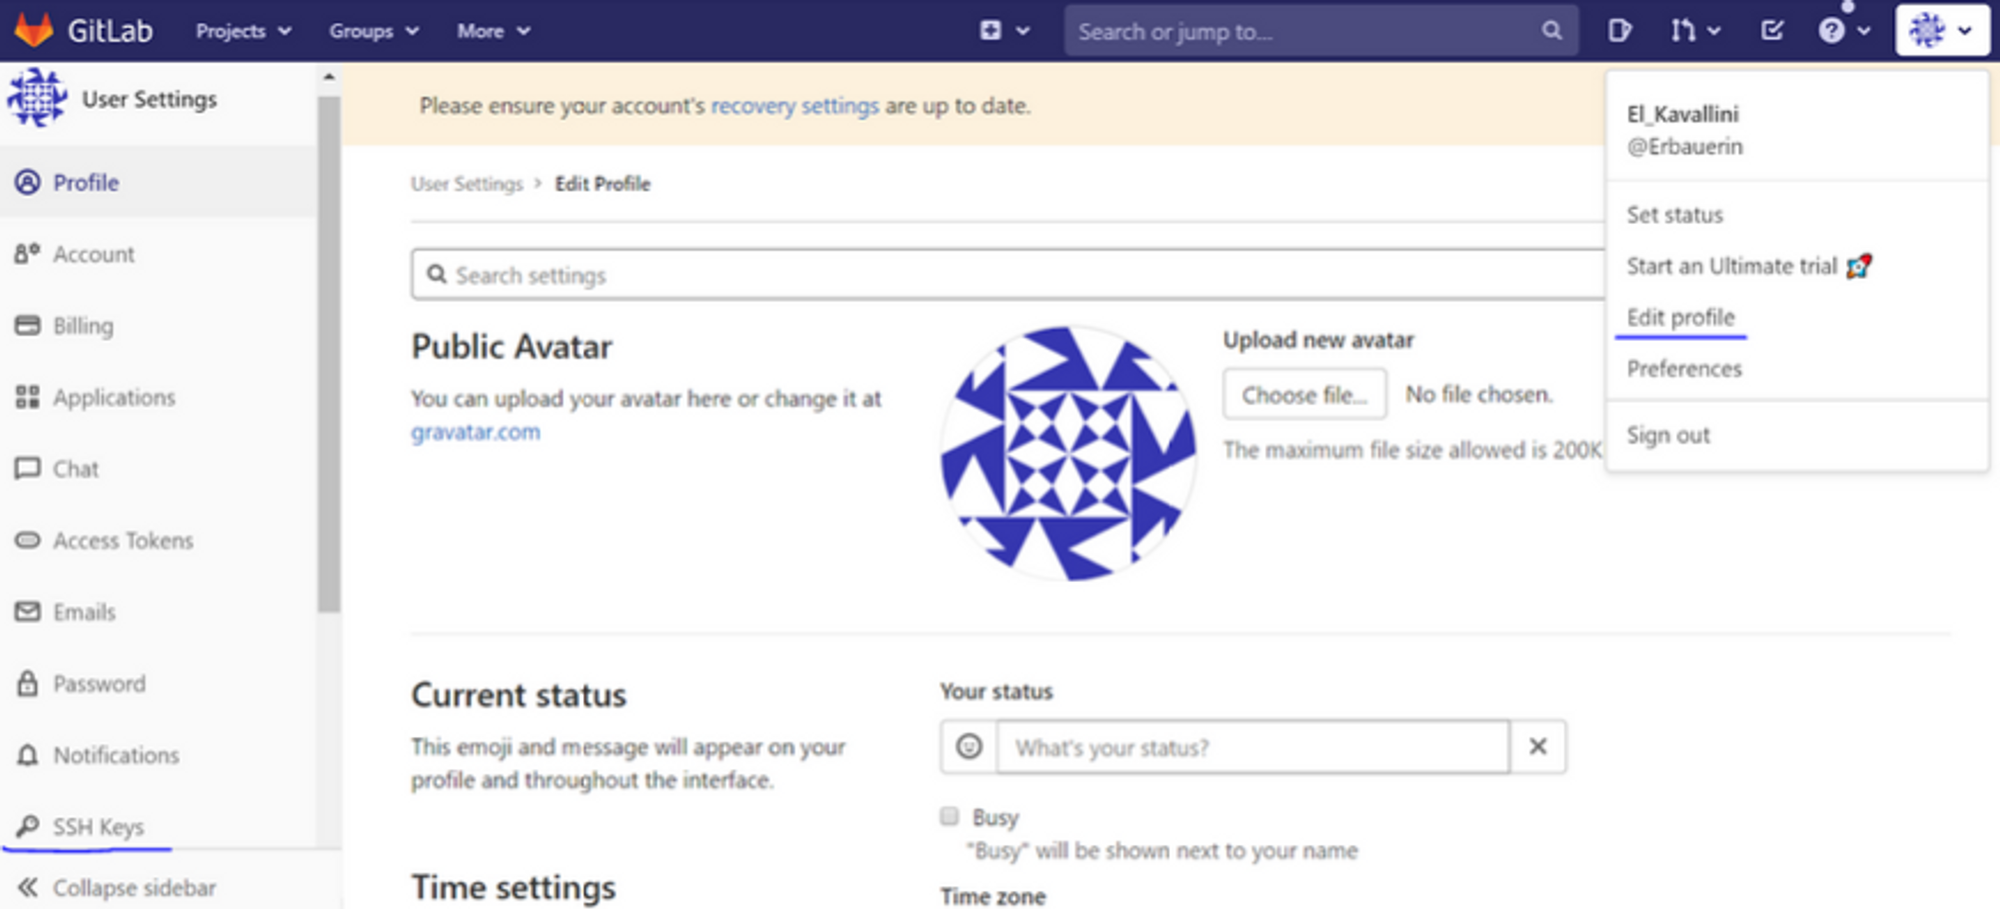 GitLab
Projects
Groups
More
Search or jump to...
User Settings
Profile
Account
Billing
Applications
Chat
Access Tokens
Emails
Password
Notifications
SSH Keys
Collapse sidebar
Please ensure your account's recovery settings are up to date.
User Settings > Edit Profile
Search settings
Public Avatar
You can upload your avatar here or change it at
gravatar.com
Upload new avatar
Choose file... No file chosen.
The maximum file size allowed is 200K
Current status
This emoji and message will appear on your
profile and throughout the interface.
Your status
What's your status?
Busy
"Busy" will be shown next to your name
Time settings
Time zone
El_Kavallini
@Erbauerin
Set status
Start an Ultimate trial 🚀
Edit profile
Preferences
Sign out